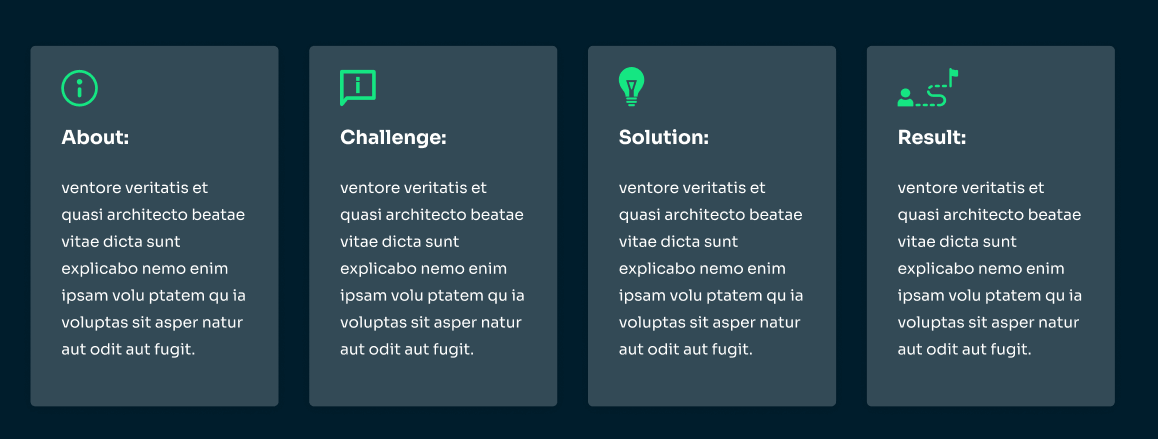 About:
ventore veritatis et
quasi architecto beatae
vitae dicta sunt
explicabo nemo enim
ipsam volu ptatem qu ia
voluptas sit asper natur
aut odit aut fugit.
Challenge:
ventore veritatis et
quasi architecto beatae
vitae dicta sunt
explicabo nemo enim
ipsam volu ptatem qu ia
voluptas sit asper natur
aut odit aut fugit.
Solution:
ventore veritatis et
quasi architecto beatae
vitae dicta sunt
explicabo nemo enim
ipsam volu ptatem qu ia
voluptas sit asper natur
aut odit aut fugit.
Result:
ventore veritatis et
quasi architecto beatae
vitae dicta sunt
explicabo nemo enim
ipsam volu ptatem qu ia
voluptas sit asper natur
aut odit aut fugit.